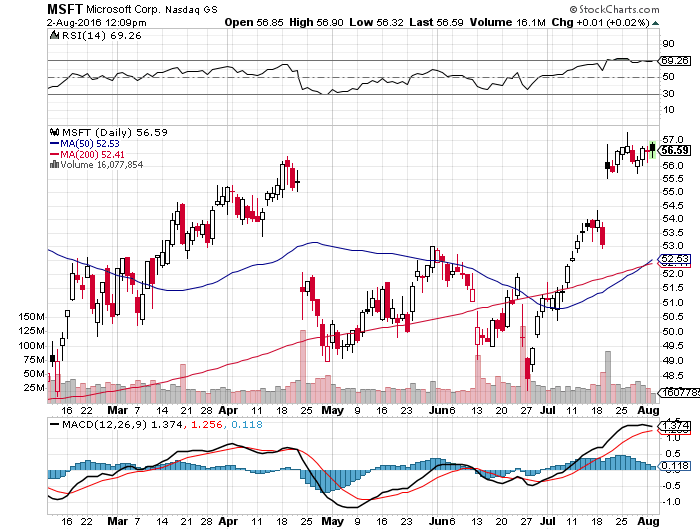 MSFT Microsoft Corp. Nasdaq GS
© StockCharts.com
2-Aug-2016 12:09pm
Open 56.85 High 56.90 Low 56.32 Last 56.59 Volume 16.1M Chg +0.01 (+0.02%)
RSI(14) 69.26
90
69.26
50
30
10
MSFT (Daily) 56.59
MA(50) 52.53
MA(200) 52.41
Volume 16,077,854
57.0
56.59
56.0
55.5
55.0
54.5
54.0
53.5
53.0
52.53
52.0
51.5
51.0
50.5
50.0
49.5
49.0
48.5
150M
125M
100M
75M
50M
25M
1607785
16 22 Mar 7 14 21 28 Apr 11 18 25 May 9 16 23 Jun 6 13 20 27 Jul 11 18 25 Aug
MACD(12,26,9) 1.374, 1.256, 0.118
1.374
0.5
0.118
-0.5
-1.0
16 22 Mar 7 14 21 28 Apr 11 18 25 May 9 16 23 Jun 6 13 20 27 Jul 11 18 25 Aug